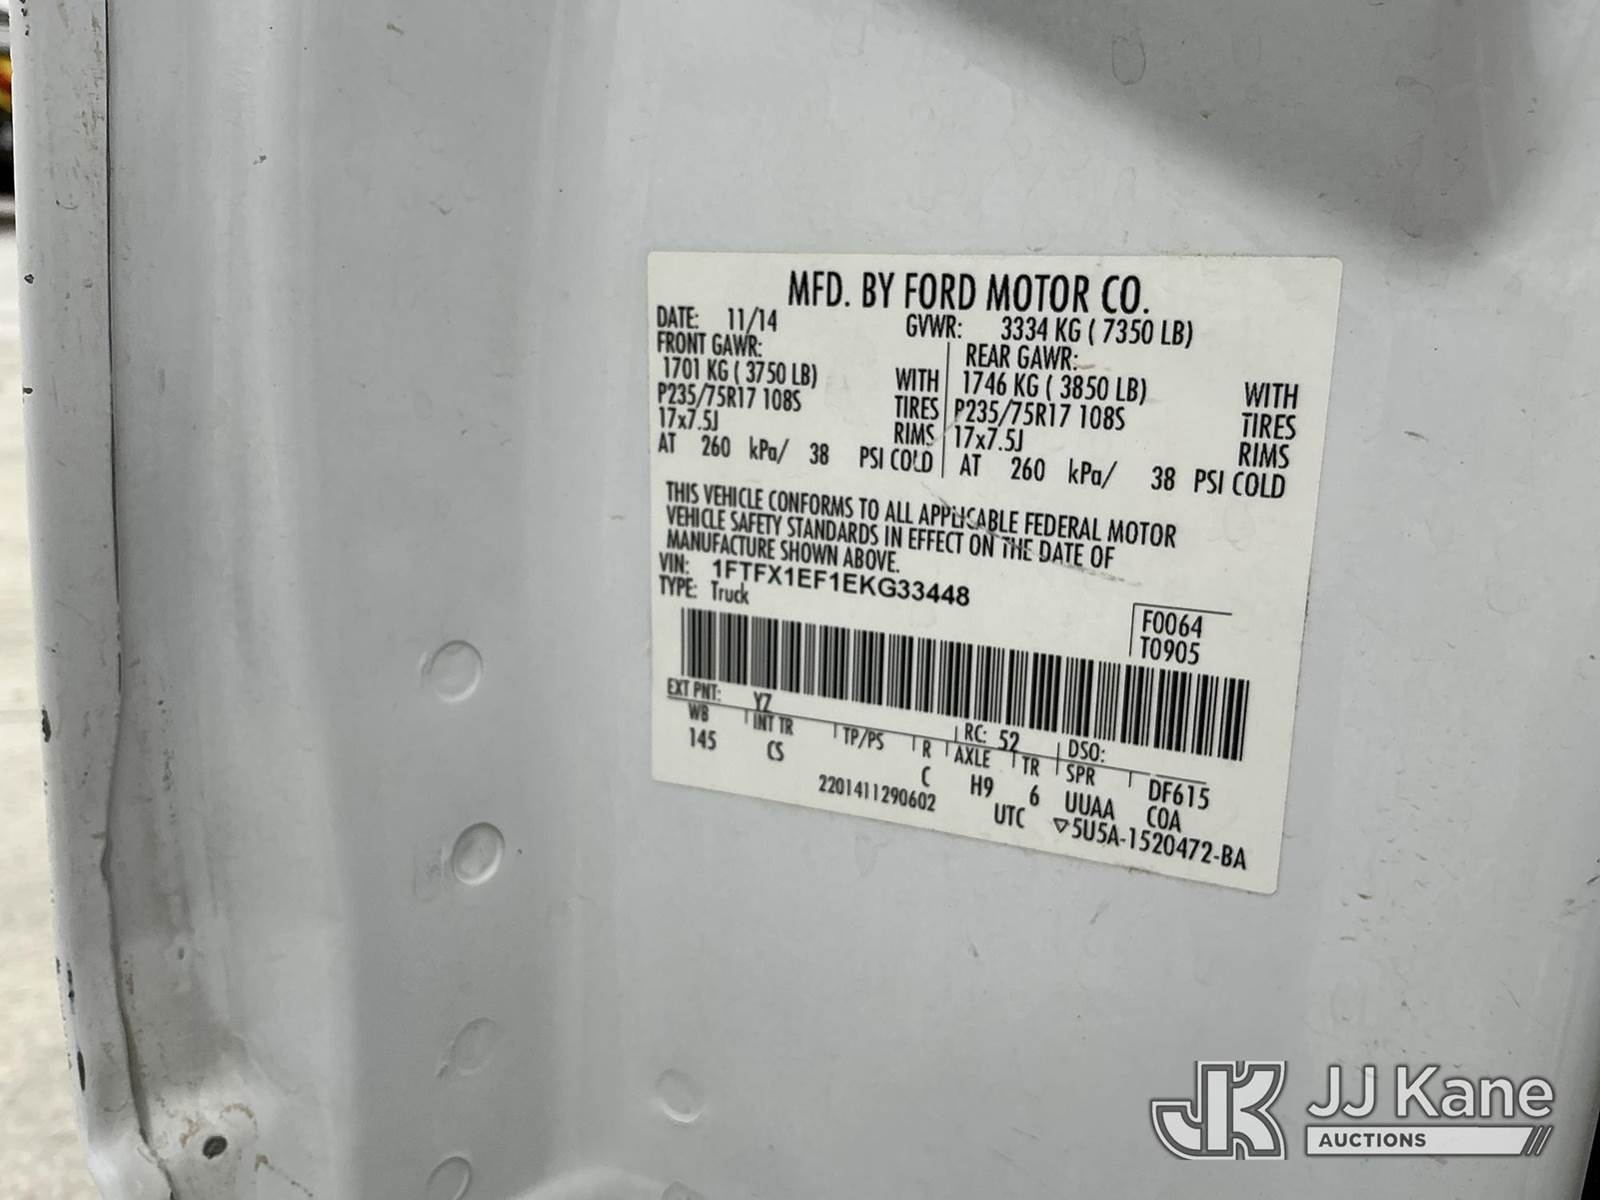 MFD. BY FORD MOTOR CO.
DATE: 11/14 GVWR: 3334 KG ( 7350 LB)
FRONT GAWR: REAR GAWR:
1701 KG ( 3750 LB) WITH 1746 KG ( 3850 LB) WITH
P235/75R17 108S TIRES P235/75R17 108S TIRES
17x7.5J RIMS 17x7.5J RIMS
AT 260 kPa/ 38 PSI COLD AT 260 kPa/ 38 PSI COLD
THIS VEHICLE CONFORMS TO ALL APPLICABLE FEDERAL MOTOR
VEHICLE SAFETY STANDARDS IN EFFECT ON THE DATE OF
MANUFACTURE SHOWN ABOVE.
VIN: 1FTFX1EF1EKG33448
TYPE: Truck
F0064
T0905
EXT PNT: YZ RC: 52 DSO:
WB INT TR TP/PS R AXLE TR SPR DF615
145 CS C H9 6 UUAA COA
2201411290602 UTC ▽5U5A-1520472-BA
JK JJ Kane
AUCTIONS